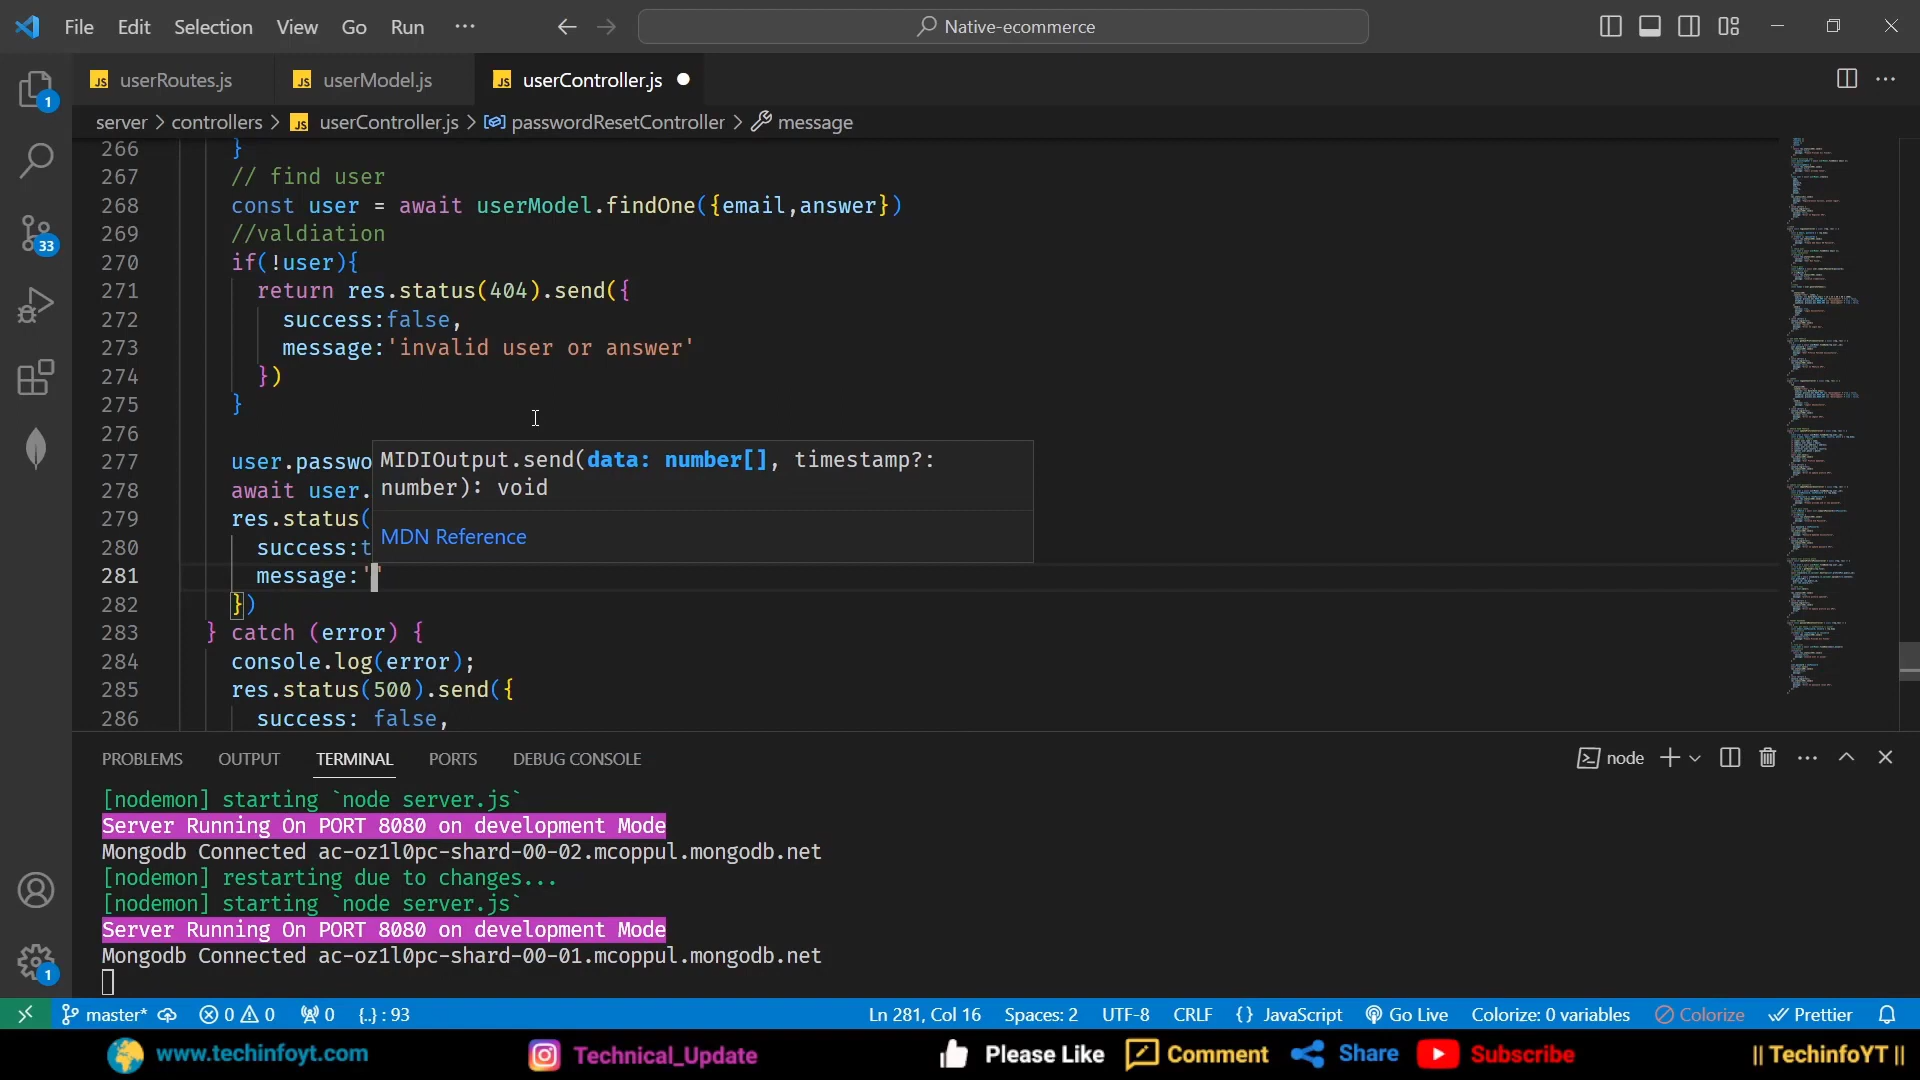 File Edit Selection View Go Run ··· Native-ecommerce
JS userRoutes.js JS userModel.js JS userController.js
server > controllers > JS userController.js > passwordResetController > message
266 }
267 // find user
268 const user = await userModel.findOne({email,answer})
269 //valdiation
270 if(!user){
271 return res.status(404).send({
272 success:false,
273 message:'invalid user or answer'
274 })
275 }
276
277 user.passwo
278 await user.
279 res.status(
280 success:t
281 message:''
282 })
283 } catch (error) {
284 console.log(error);
285 res.status(500).send({
286 success: false,
MIDIOutput.send(data: number[], timestamp?:
number): void
MDN Reference
1
33
1
PROBLEMS OUTPUT TERMINAL PORTS DEBUG CONSOLE node
[nodemon] starting `node server.js`
Server Running On PORT 8080 on development Mode
Mongodb Connected ac-oz1l0pc-shard-00-02.mcoppul.mongodb.net
[nodemon] restarting due to changes...
[nodemon] starting `node server.js`
Server Running On PORT 8080 on development Mode
Mongodb Connected ac-oz1l0pc-shard-00-01.mcoppul.mongodb.net
master* 0 0 0 {..} : 93 Ln 281, Col 16 Spaces: 2 UTF-8 CRLF {} JavaScript Go Live Colorize: 0 variables Colorize Prettier
www.techinfoyt.com Technical_Update Please Like Comment Share Subscribe || TechinfoYT ||